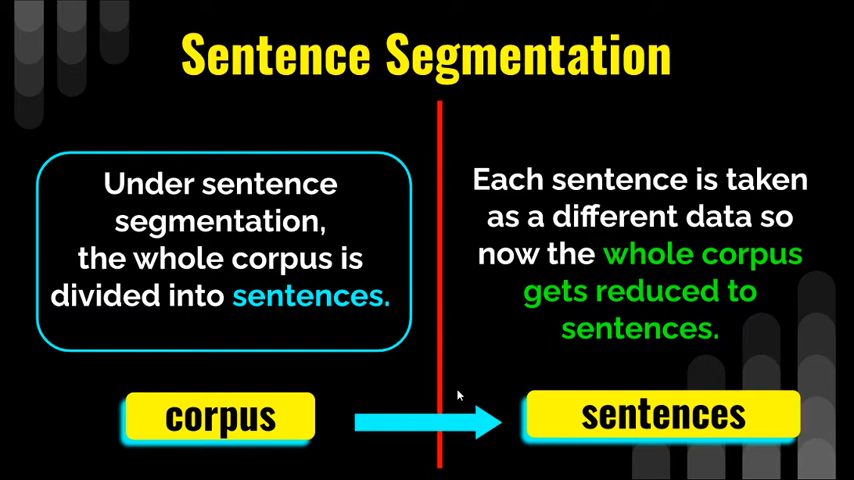 Sentence Segmentation
Under sentence
segmentation,
the whole corpus is
divided into sentences.
Each sentence is taken
as a different data so
now the whole corpus
gets reduced to
sentences.
corpus
sentences